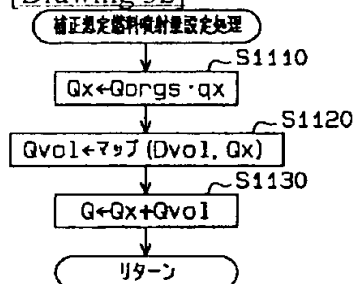 [Drawing 32]
補正想定燃料噴射量設定処理
S1110
Qx←Qorgs・qx
S1120
Qvol←マップ(Dvol, Qx)
S1130
Q←Qx+Qvol
リターン